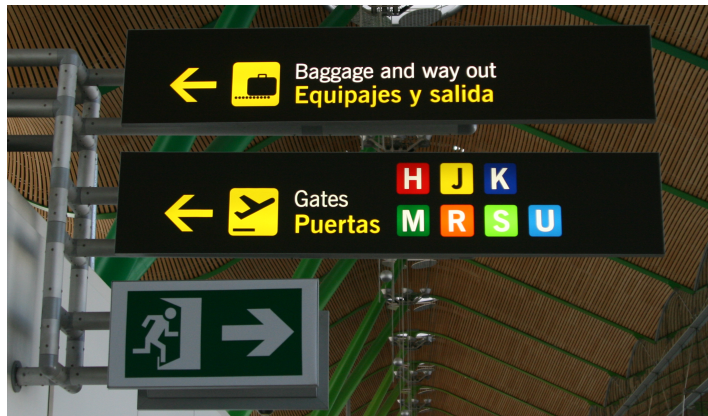 Baggage and way out
Equipajes y salida
Gates
Puertas
H J K
M R S U